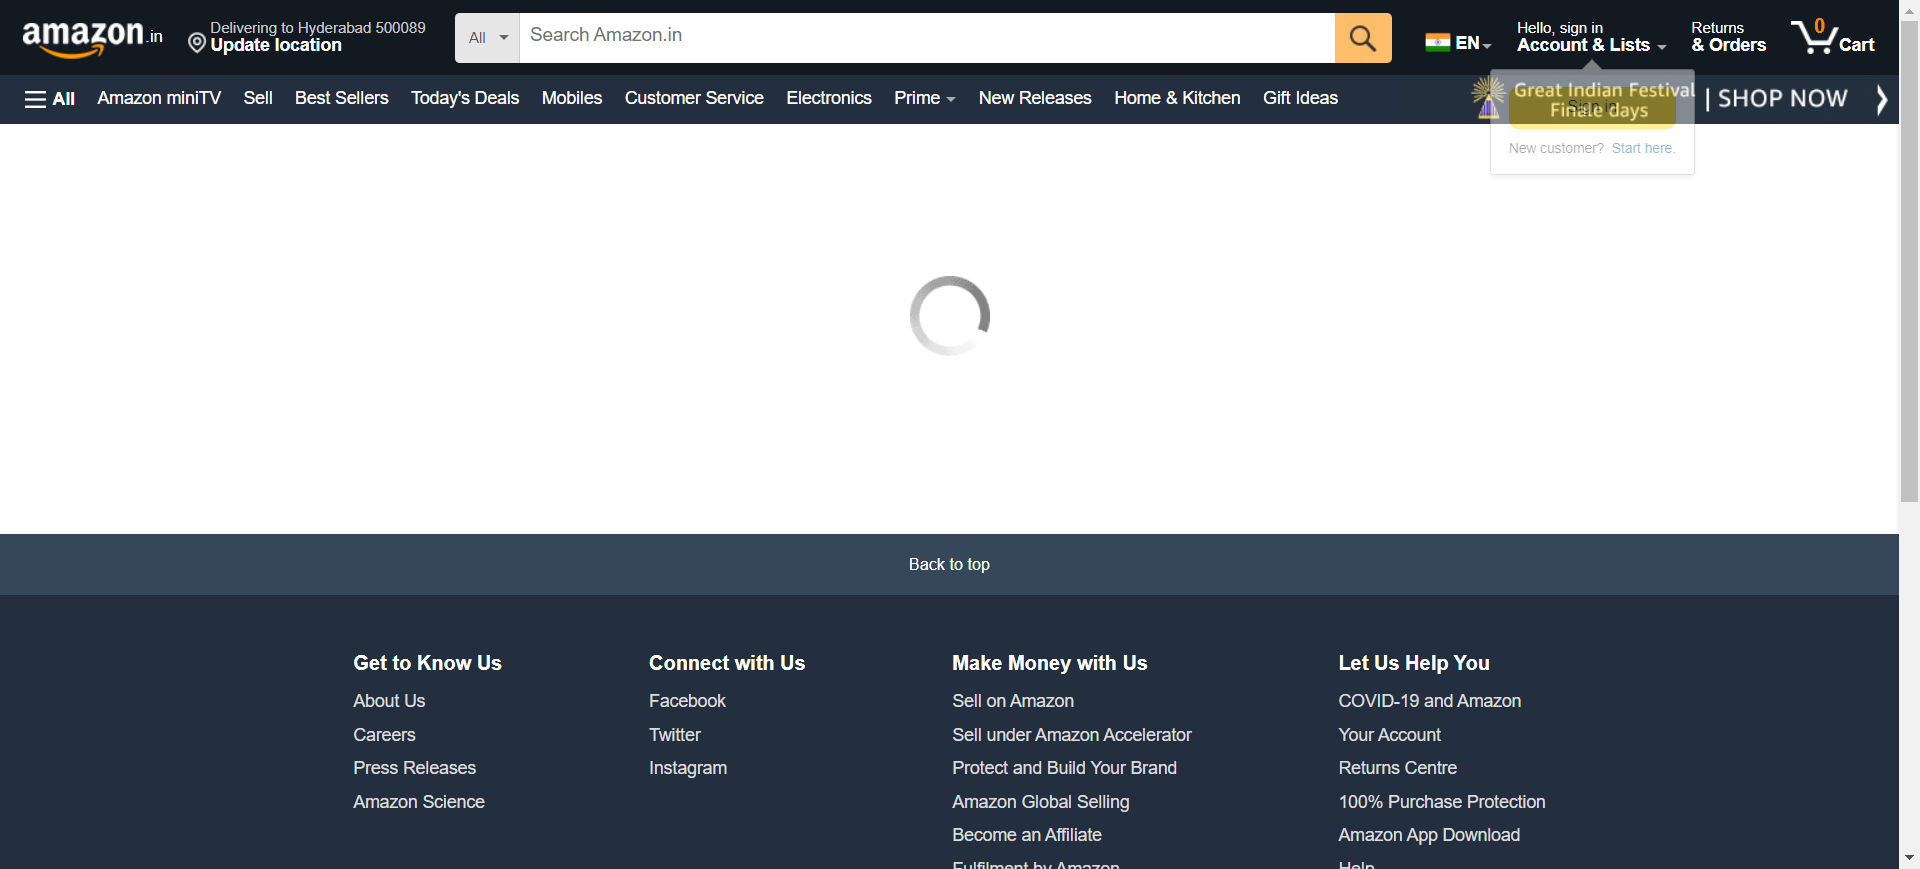 amazon.in
Delivering to Hyderabad 500089
Update location
All
Search Amazon.in
EN
Hello, sign in
Account & Lists
Returns
& Orders
0
Cart
All
Amazon miniTV
Sell
Best Sellers
Today's Deals
Mobiles
Customer Service
Electronics
Prime
New Releases
Home & Kitchen
Gift Ideas
Great Indian Festival
Finale days
| SHOP NOW
Sign in
New customer? Start here.
Back to top
Get to Know Us
About Us
Careers
Press Releases
Amazon Science
Connect with Us
Facebook
Twitter
Instagram
Make Money with Us
Sell on Amazon
Sell under Amazon Accelerator
Protect and Build Your Brand
Amazon Global Selling
Become an Affiliate
Fulfilment by Amazon
Let Us Help You
COVID-19 and Amazon
Your Account
Returns Centre
100% Purchase Protection
Amazon App Download
Help